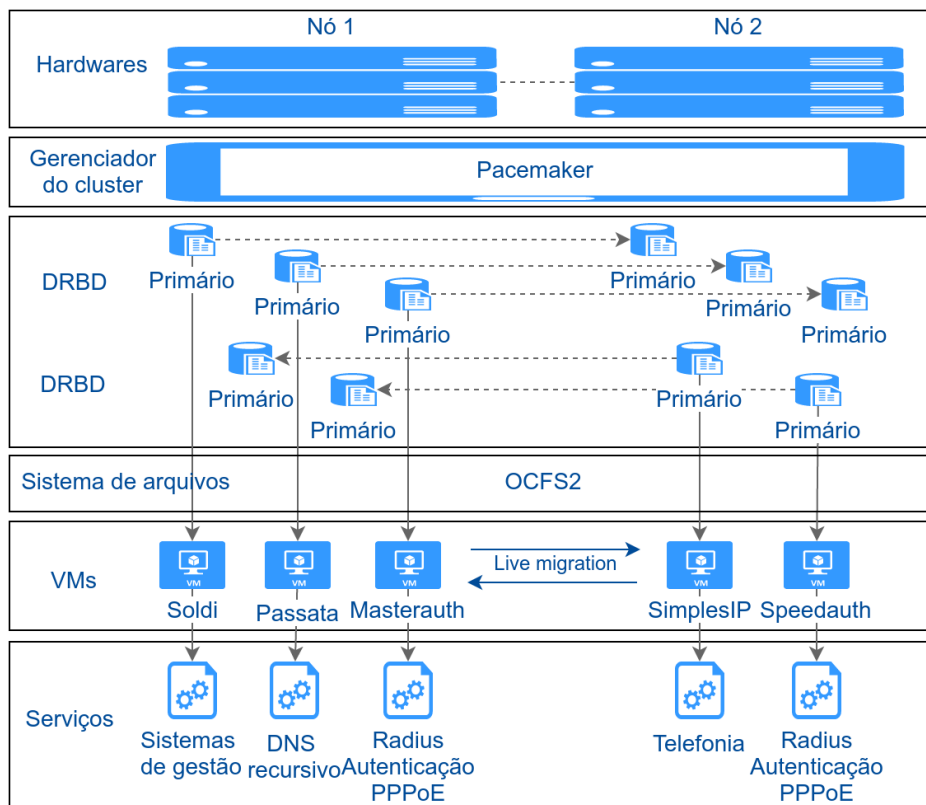 Nó 1
Nó 2
Hardwares
Gerenciador
do cluster
Pacemaker
DRBD
Primário
Primário
Primário
Primário
Primário
Primário
DRBD
Primário
Primário
Primário
Primário
Sistema de arquivos
OCFS2
VMs
VM
VM
VM
VM
VM
Live migration
Soldi
Passata
Masterauth
SimplesIP
Speedauth
Serviços
Sistemas
de gestão
DNS
recursivo
Radius
Autenticação
PPPoE
Telefonia
Radius
Autenticação
PPPoE